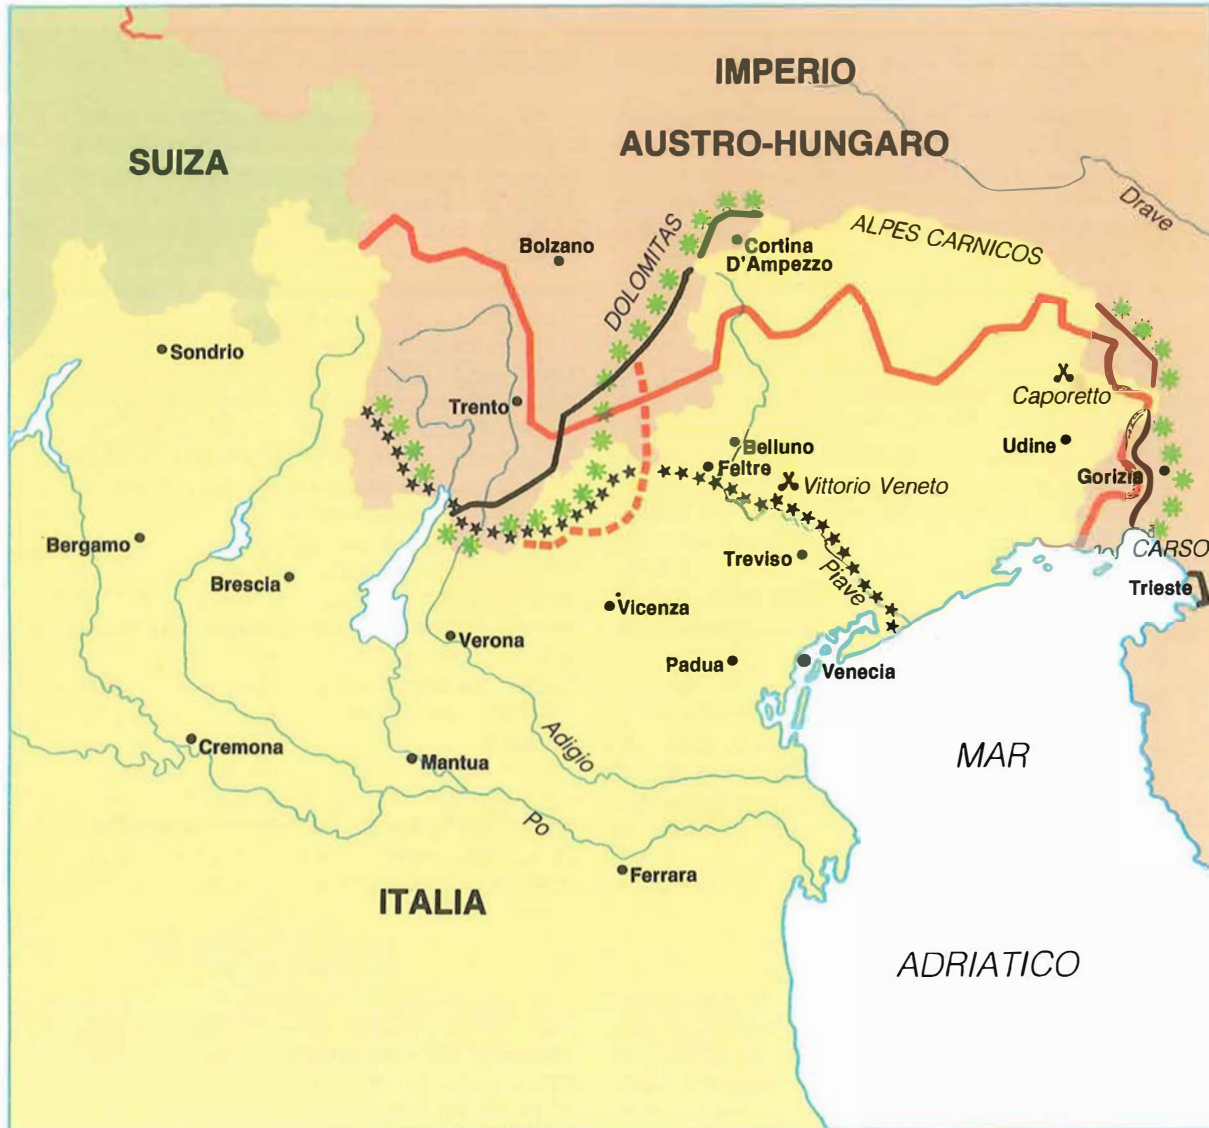 IMPERIO
AUSTRO-HUNGARO
SUIZA
Drave
DOLOMITAS
ALPES CARNICOS
Bolzano
Cortina
D'Ampezzo
Sondrio
Trento
Caporetto
Belluno
Udine
Feltre
Gorizia
Vittorio Veneto
Bergamo
Treviso
CARSO
Brescia
Piave
Trieste
Vicenza
Verona
Padua
Venecia
Adigio
Cremona
Mantua
MAR
Po
Ferrara
ITALIA
ADRIATICO